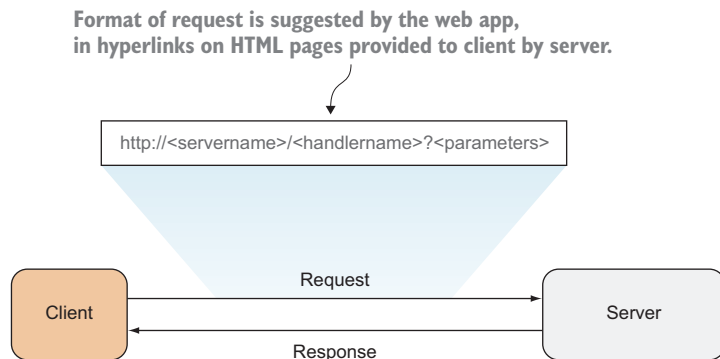 Format of request is suggested by the web app,
in hyperlinks on HTML pages provided to client by server.
http://<servername>/<handlername>?<parameters>
Request
Client
Server
Response